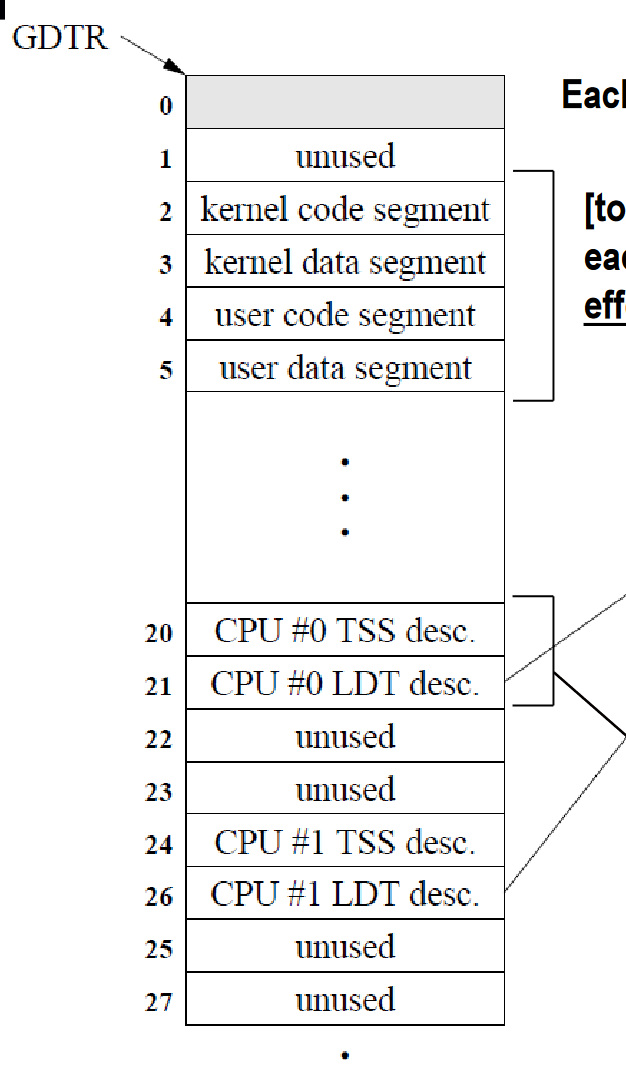 GDTR
Each
0
1 unused
[to
2 kernel code segment
eac
3 kernel data segment
effe
4 user code segment
5 user data segment
20 CPU #0 TSS desc.
21 CPU #0 LDT desc.
22 unused
23 unused
24 CPU #1 TSS desc.
26 CPU #1 LDT desc.
25 unused
27 unused